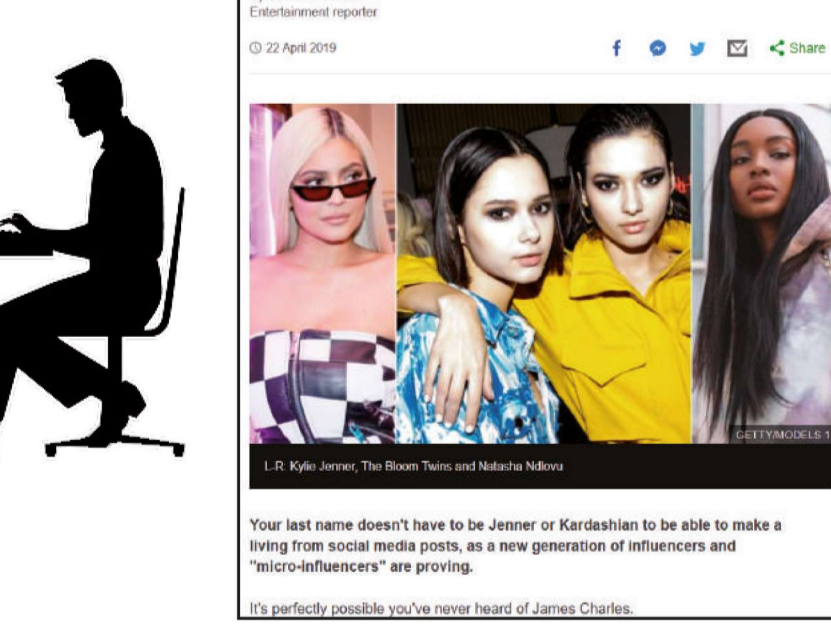 Entertainment reporter
22 April 2019
Share
GETTY/MODELS 1
L-R: Kylie Jenner, The Bloom Twins and Natasha Ndlovu
Your last name doesn't have to be Jenner or Kardashian to be able to make a
living from social media posts, as a new generation of influencers and
"micro-influencers" are proving.
It's perfectly possible you've never heard of James Charles.